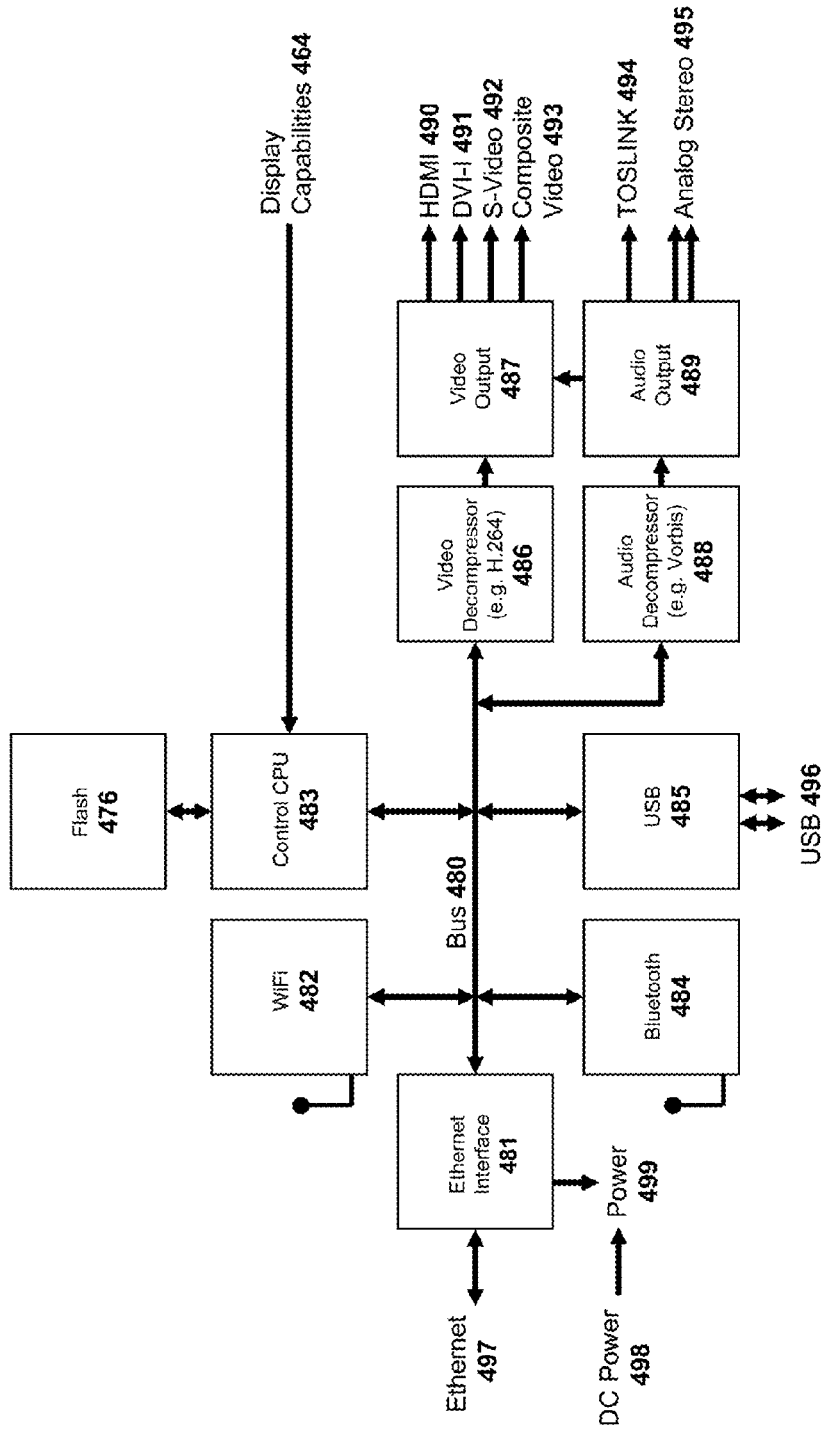 Flash
476
WiFi
482
Control CPU
483
Display
Capabilities 464
Ethernet
497
Ethernet
Interface
481
Bus 480
Video
Decompressor
(e.g. H.264)
486
Video
Output
487
HDMI 490
DVI-I 491
S-Video 492
Composite
Video 493
DC Power
498
Power
499
Bluetooth
484
USB
485
USB 496
Audio
Decompressor
(e.g. Vorbis)
488
Audio
Output
489
TOSLINK 494
Analog Stereo 495